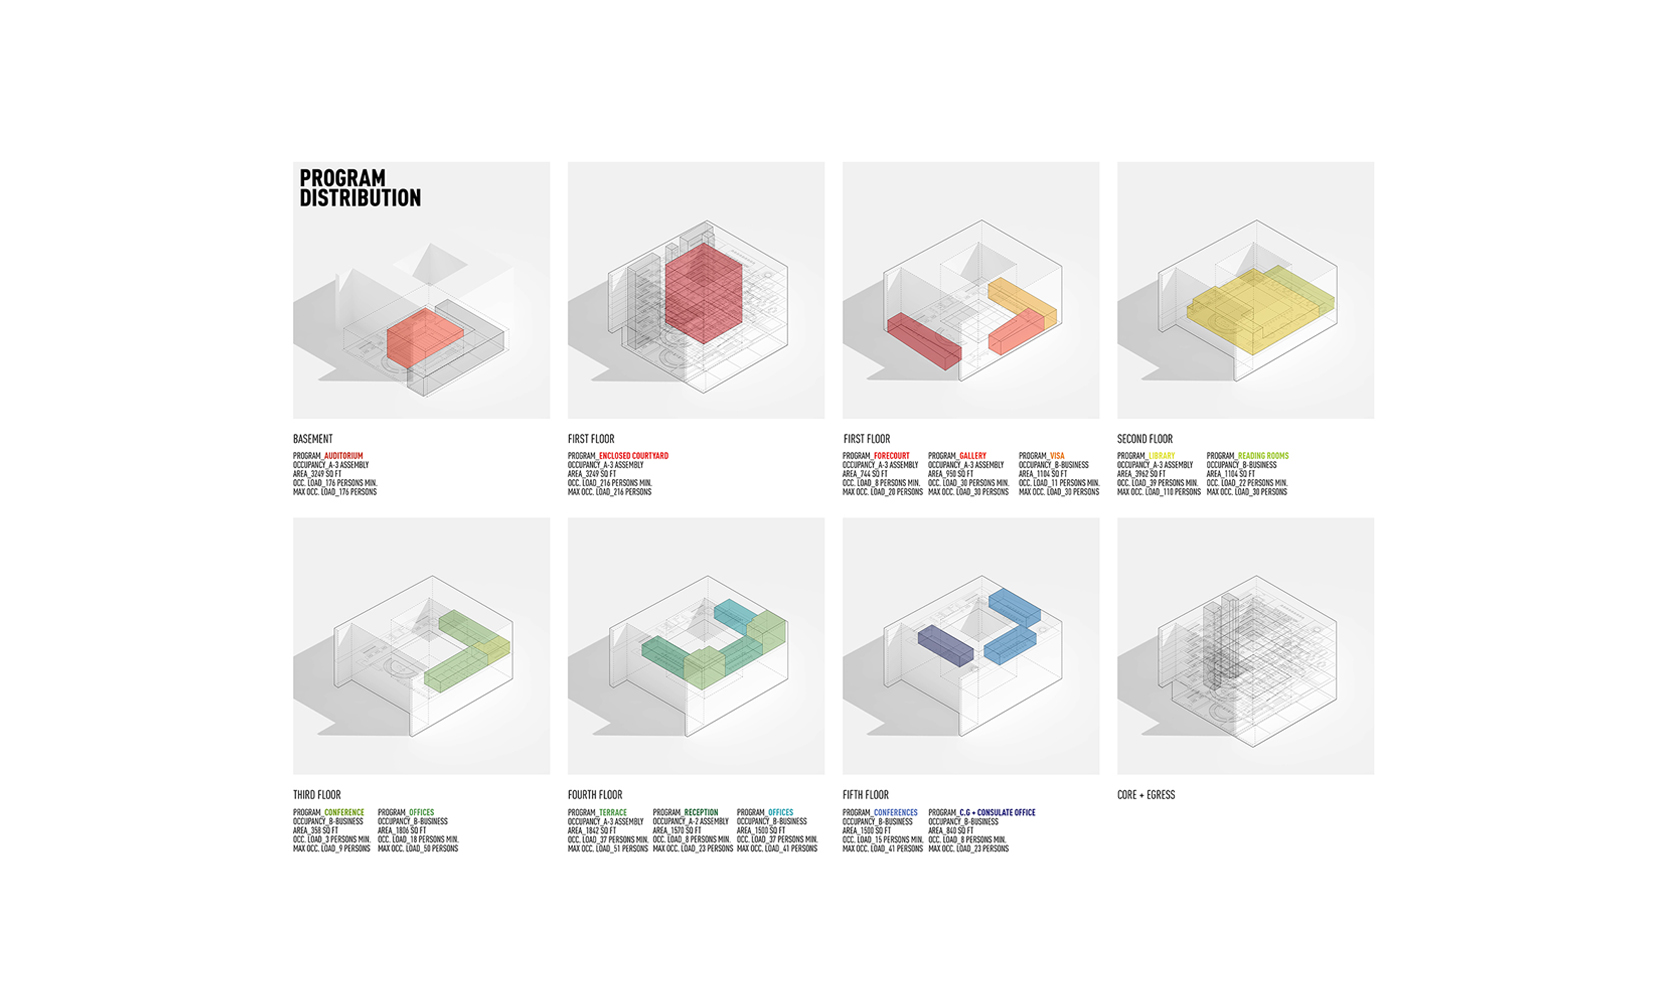 PROGRAM
DISTRIBUTION
BASEMENT
PROGRAM_AUDITORIUM
OCCUPANCY_A-3 ASSEMBLY
AREA_3249 SQ FT
OCC. LOAD_176 PERSONS MIN.
MAX OCC. LOAD_176 PERSONS
FIRST FLOOR
PROGRAM_ENCLOSED COURTYARD
OCCUPANCY_A-3 ASSEMBLY
AREA_3249 SQ FT
OCC. LOAD_216 PERSONS MIN.
MAX OCC. LOAD_216 PERSONS
FIRST FLOOR
PROGRAM_FORECOURT
OCCUPANCY_A-3 ASSEMBLY
AREA_744 SQ FT
OCC. LOAD_8 PERSONS MIN.
MAX OCC. LOAD_20 PERSONS
PROGRAM_GALLERY
OCCUPANCY_A-3 ASSEMBLY
AREA_950 SQ FT
OCC. LOAD_30 PERSONS MIN.
MAX OCC. LOAD_30 PERSONS
PROGRAM_VISA
OCCUPANCY_B-BUSINESS
AREA_1104 SQ FT
OCC. LOAD_11 PERSONS MIN.
MAX OCC. LOAD_30 PERSONS
SECOND FLOOR
PROGRAM_LIBRARY
OCCUPANCY_A-3 ASSEMBLY
AREA_3962 SQ FT
OCC. LOAD_39 PERSONS MIN.
MAX OCC. LOAD_110 PERSONS
PROGRAM_READING ROOMS
OCCUPANCY_B-BUSINESS
AREA_1104 SQ FT
OCC. LOAD_22 PERSONS MIN.
MAX OCC. LOAD_30 PERSONS
THIRD FLOOR
PROGRAM_CONFERENCE
OCCUPANCY_B-BUSINESS
AREA_358 SQ FT
OCC. LOAD_3 PERSONS MIN.
MAX OCC. LOAD_9 PERSONS
PROGRAM_OFFICES
OCCUPANCY_B-BUSINESS
AREA_1806 SQ FT
OCC. LOAD_18 PERSONS MIN.
MAX OCC. LOAD_50 PERSONS
FOURTH FLOOR
PROGRAM_TERRACE
OCCUPANCY_A-3 ASSEMBLY
AREA_1842 SQ FT
OCC. LOAD_37 PERSONS MIN.
MAX OCC. LOAD_51 PERSONS
PROGRAM_RECEPTION
OCCUPANCY_A-2 ASSEMBLY
AREA_1570 SQ FT
OCC. LOAD_8 PERSONS MIN.
MAX OCC. LOAD_23 PERSONS
PROGRAM_OFFICES
OCCUPANCY_B-BUSINESS
AREA_1500 SQ FT
OCC. LOAD_37 PERSONS MIN.
MAX OCC. LOAD_41 PERSONS
FIFTH FLOOR
PROGRAM_CONFERENCES
OCCUPANCY_B-BUSINESS
AREA_1500 SQ FT
OCC. LOAD_15 PERSONS MIN.
MAX OCC. LOAD_41 PERSONS
PROGRAM_C.G + CONSULATE OFFICE
OCCUPANCY_B-BUSINESS
AREA_840 SQ FT
OCC. LOAD_8 PERSONS MIN.
MAX OCC. LOAD_23 PERSONS
CORE + EGRESS